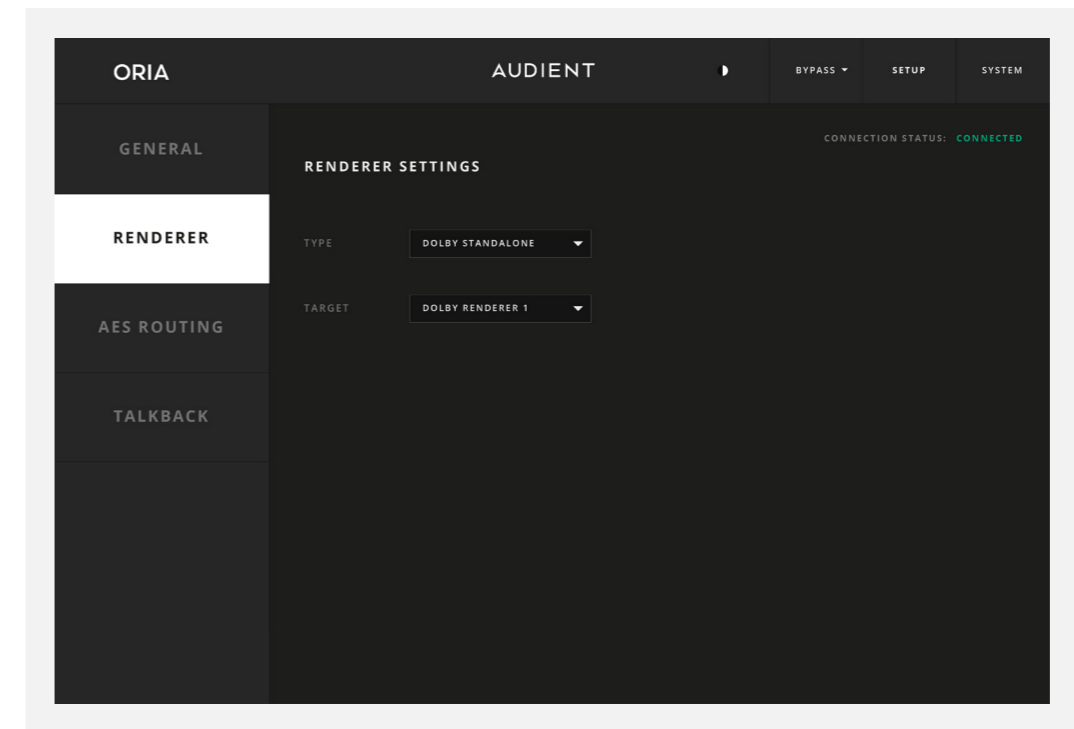 ORIA
AUDIENT
BYPASS
SETUP
SYSTEM
GENERAL
RENDERER
AES ROUTING
TALKBACK
CONNECTION STATUS: CONNECTED
RENDERER SETTINGS
TYPE DOLBY STANDALONE
TARGET DOLBY RENDERER 1